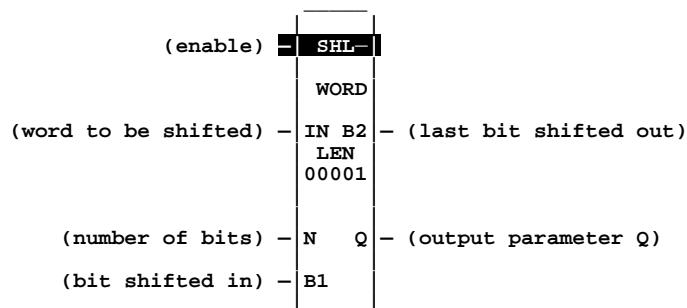 (enable) SHL
WORD
(word to be shifted) IN B2 (last bit shifted out)
LEN
00001
(number of bits) N Q (output parameter Q)
(bit shifted in) B1